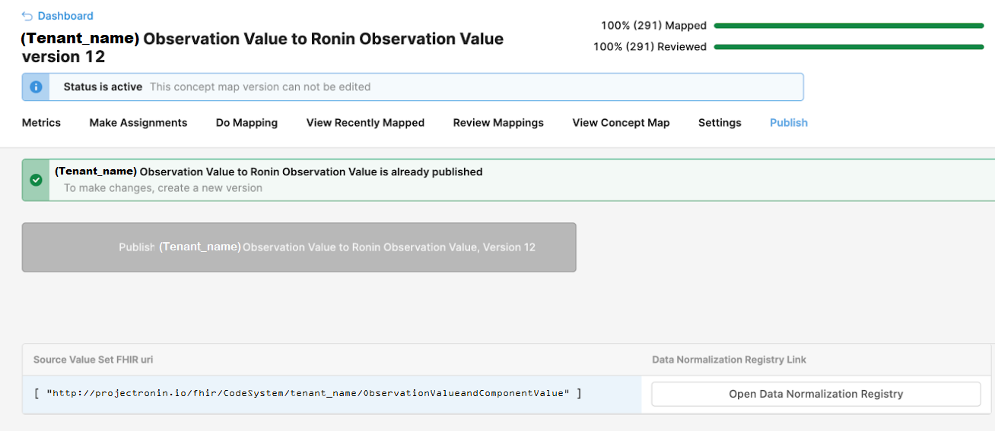 Dashboard
(Tenant_name) Observation Value to Ronin Observation Value
version 12
100% (291) Mapped
100% (291) Reviewed
Status is active This concept map version can not be edited
Metrics Make Assignments Do Mapping View Recently Mapped Review Mappings View Concept Map Settings Publish
(Tenant_name) Observation Value to Ronin Observation Value is already published
To make changes, create a new version
Publish (Tenant_name) Observation Value to Ronin Observation Value, Version 12
Source Value Set FHIR uri Data Normalization Registry Link
[ "http://projectronin.io/fhir/CodeSystem/tenant_name/ObservationValueandComponentValue" ] Open Data Normalization Registry